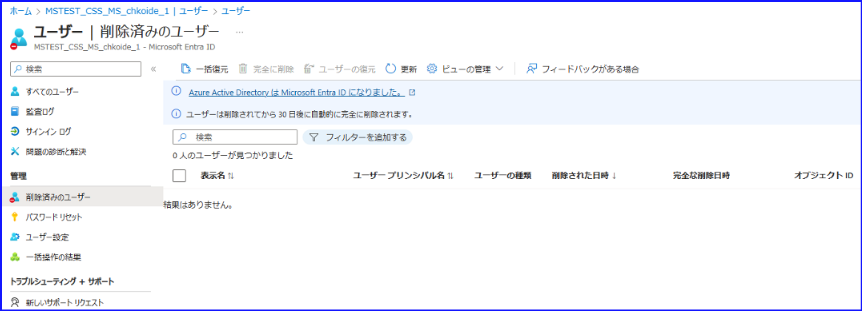 ホーム > MSTEST_CSS_MS_chkoide_1 | ユーザー > ユーザー
ユーザー | 削除済みのユーザー ...
MSTEST_CSS_MS_chkoide_1 - Microsoft Entra ID
検索
すべてのユーザー
監査ログ
サインイン ログ
問題の診断と解決
管理
削除済みのユーザー
パスワード リセット
ユーザー設定
一括操作の結果
トラブルシューティング + サポート
新しいサポート リクエスト
一括復元 完全に削除 ユーザーの復元 更新 ビューの管理 フィードバックがある場合
Azure Active Directory は Microsoft Entra ID になりました。
ユーザーは削除されてから 30 日後に自動的に完全に削除されます。
検索 フィルターを追加する
0 人のユーザーが見つかりました
表示名 ↑↓ ユーザー プリンシパル名 ↑↓ ユーザーの種類 削除された日時 ↓ 完全な削除日時 オブジェクト ID
結果はありません。